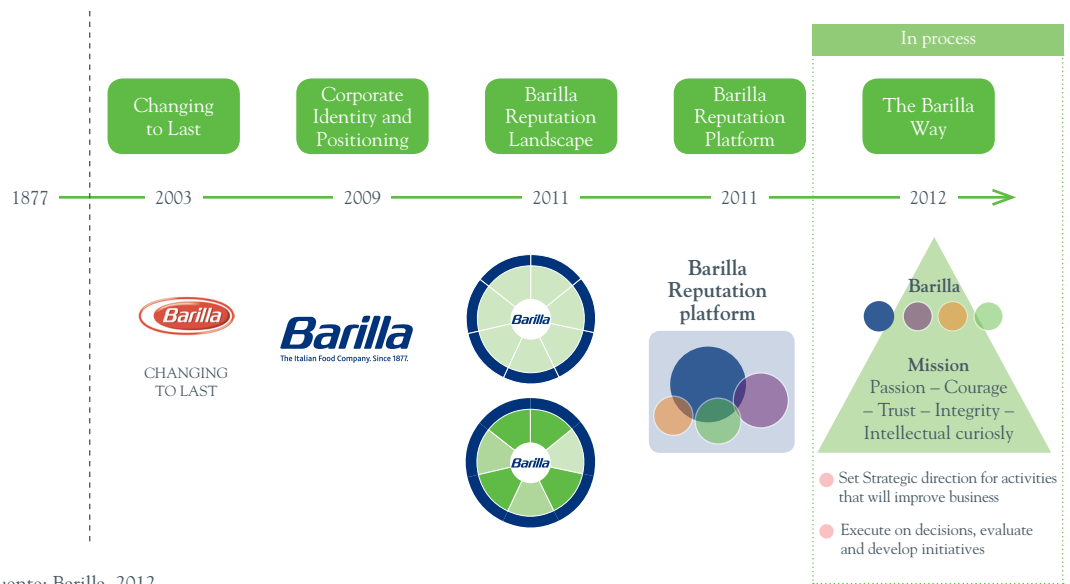 In process
Changing
to Last
Corporate
Identity and
Positioning
Barilla
Reputation
Landscape
Barilla
Reputation
Platform
The Barilla
Way
1877
2003
2009
2011
2011
2012
Barilla
CHANGING
TO LAST
Barilla
The Italian Food Company. Since 1877.
Barilla
Barilla
Barilla
Reputation
platform
Barilla
Mission
Passion – Courage
– Trust – Integrity –
Intellectual curiosly
Set Strategic direction for activities
that will improve business
Execute on decisions, evaluate
and develop initiatives
Barilla, 2012